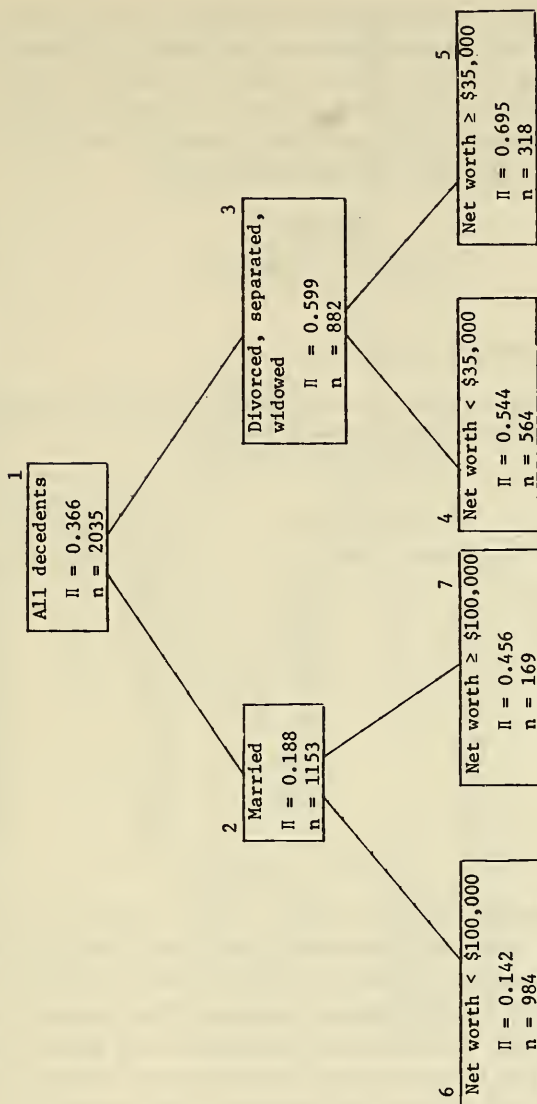 1
All decedents
Π = 0.366
n = 2035
2
Married
Π = 0.188
n = 1153
3
Divorced, separated,
widowed
Π = 0.599
n = 882
6
Net worth < $100,000
Π = 0.142
n = 984
7
Net worth ≥ $100,000
Π = 0.456
n = 169
4
Net worth < $35,000
Π = 0.544
n = 564
5
Net worth ≥ $35,000
Π = 0.695
n = 318